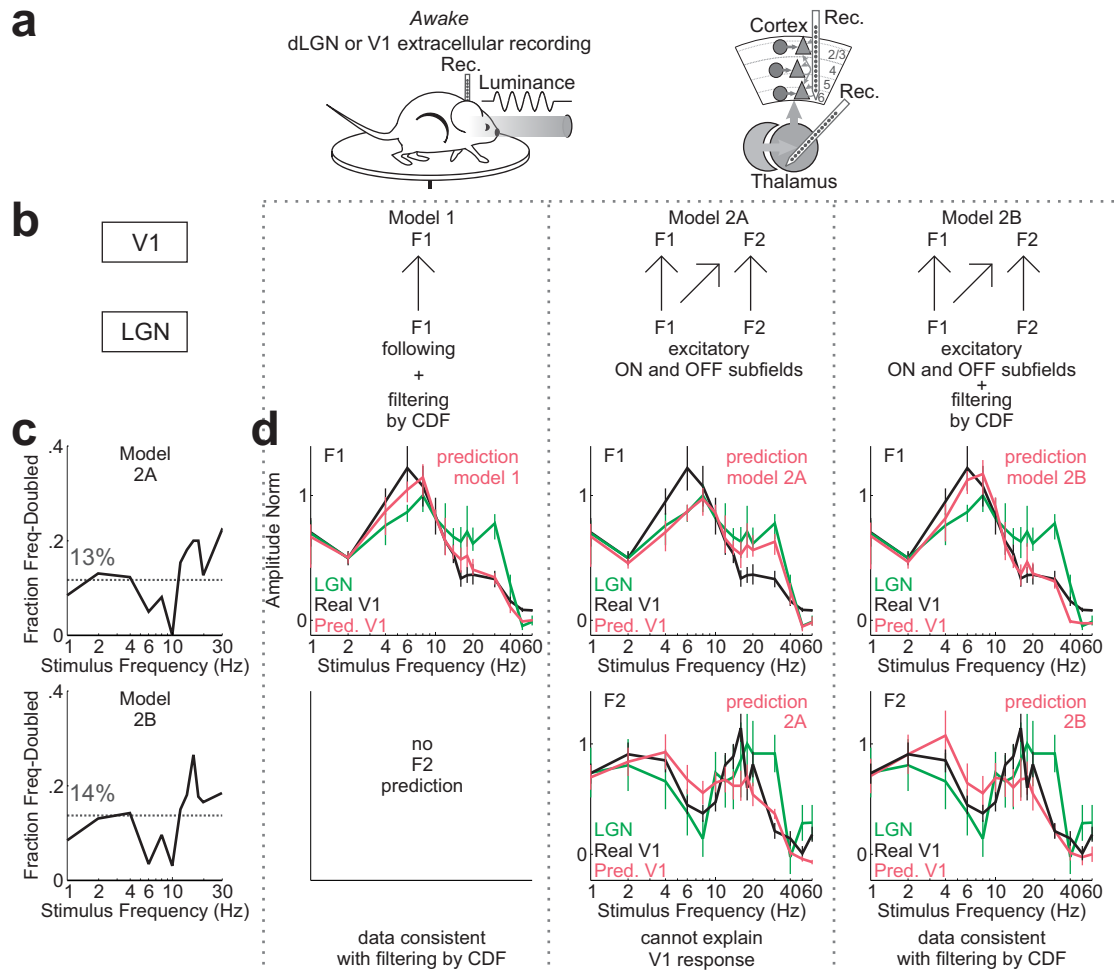 a
Awake
dLGN or V1 extracellular recording
Rec.
Luminance
Cortex
Rec.
2/3
4
5
6
Rec.
Thalamus
b
V1
LGN
Model 1
F1
F1
following
+
filtering
by CDF
Model 2A
F1 F2
F1 F2
excitatory
ON and OFF subfields
Model 2B
F1 F2
F1 F2
excitatory
ON and OFF subfields
+
filtering
by CDF
c
Model
2A
Fraction Freq-Doubled
.4
.2
0
13%
1 2 4 6 10 30
Stimulus Frequency (Hz)
Model
2B
Fraction Freq-Doubled
.4
.2
0
14%
1 2 4 6 10 30
Stimulus Frequency (Hz)
d
F1
prediction
model 1
Amplitude Norm
1
0
LGN
Real V1
Pred. V1
1 2 4 6 10 20 4060
Stimulus Frequency (Hz)
F1
prediction
model 2A
1
0
LGN
Real V1
Pred. V1
1 2 4 6 10 20 4060
Stimulus Frequency (Hz)
F1
prediction
model 2B
1
0
LGN
Real V1
Pred. V1
1 2 4 6 10 20 4060
Stimulus Frequency (Hz)
no
F2
prediction
F2
prediction
2A
1
0
LGN
Real V1
Pred. V1
1 2 4 6 10 20 4060
Stimulus Frequency (Hz)
F2
prediction
2B
1
0
LGN
Real V1
Pred. V1
1 2 4 6 10 20 4060
Stimulus Frequency (Hz)
data consistent
with filtering by CDF
cannot explain
V1 response
data consistent
with filtering by CDF